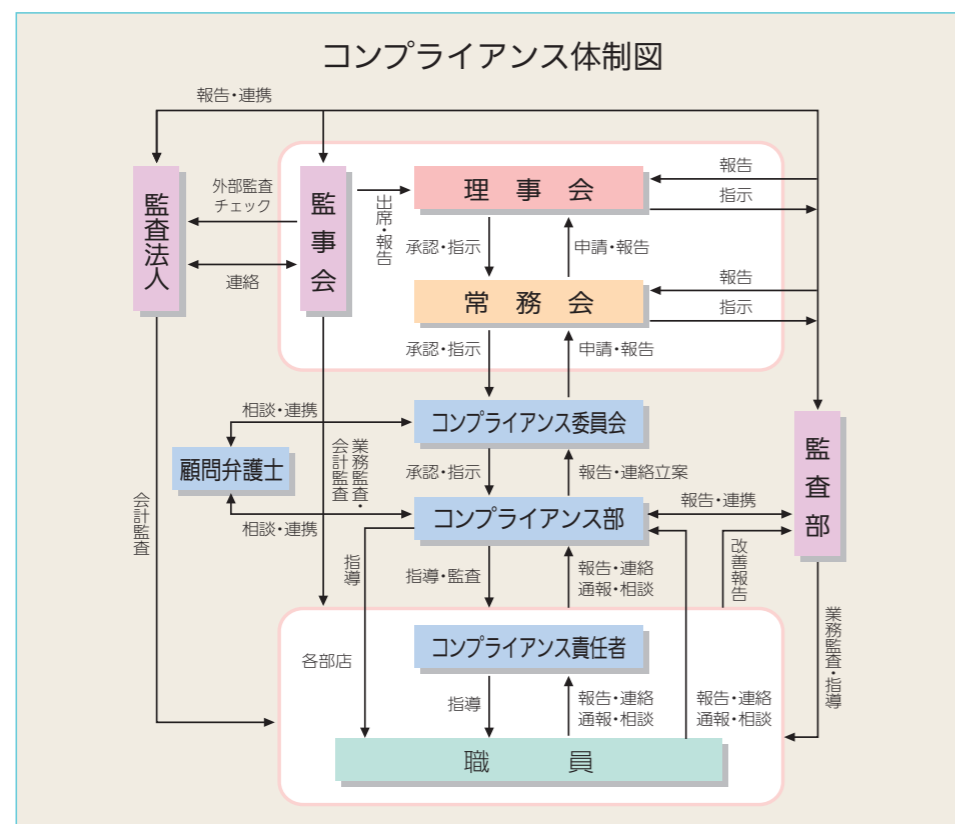 コンプライアンス体制図
報告・連携
監査法人
外部監査
チェック
連絡
監事会
出席・報告
理事会
報告
指示
承認・指示
申請・報告
常務会
報告
指示
承認・指示
申請・報告
相談・連携
コンプライアンス委員会
顧問弁護士
業務監査・
会計監査
承認・指示
報告・連絡立案
監査部
相談・連携
コンプライアンス部
報告・連携
会計監査
指導
指導・監査
報告・連絡
通報・相談
改善報告
業務監査・指導
各部店
コンプライアンス責任者
指導
報告・連絡
通報・相談
報告・連絡
通報・相談
職員